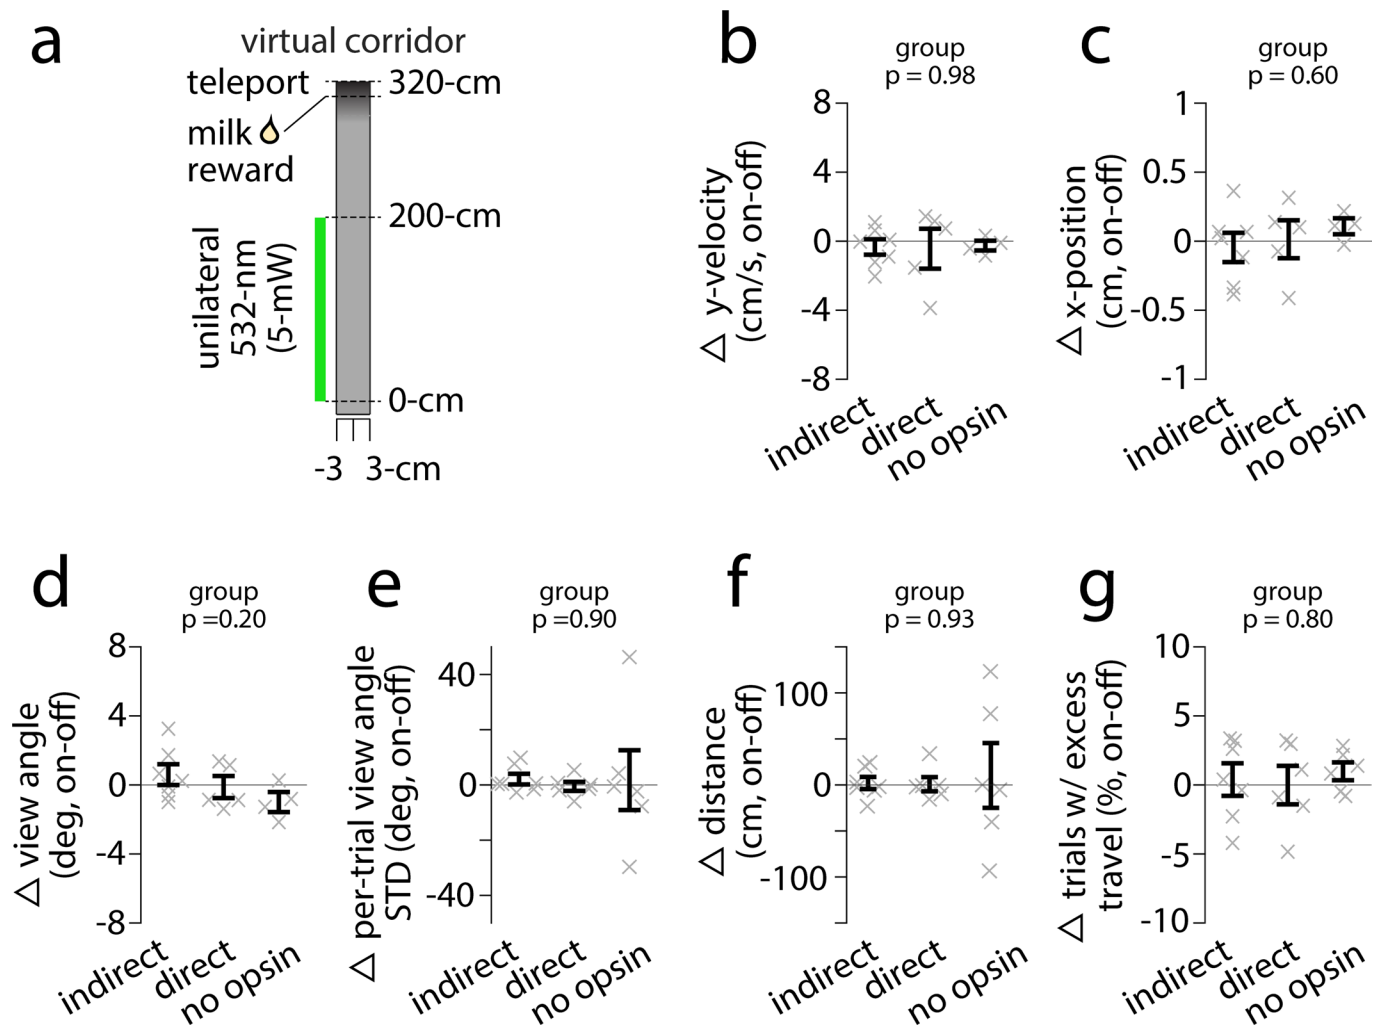 a
virtual corridor
teleport
320-cm
milk
reward
200-cm
unilateral
532-nm
(5-mW)
0-cm
-3 3-cm
b
group
p = 0.98
△ y-velocity
(cm/s, on-off)
8
4
0
-4
-8
indirect
direct
no opsin
c
group
p = 0.60
△ x-position
(cm, on-off)
1
0.5
0
-0.5
-1
indirect
direct
no opsin
d
group
p =0.20
△ view angle
(deg, on-off)
8
4
0
-4
-8
indirect
direct
no opsin
e
group
p =0.90
△ per-trial view angle
STD (deg, on-off)
40
0
-40
indirect
direct
no opsin
f
group
p = 0.93
△ distance
(cm, on-off)
100
0
-100
indirect
direct
no opsin
g
group
p = 0.80
△ trials w/ excess
travel (%, on-off)
10
5
0
-5
-10
indirect
direct
no opsin